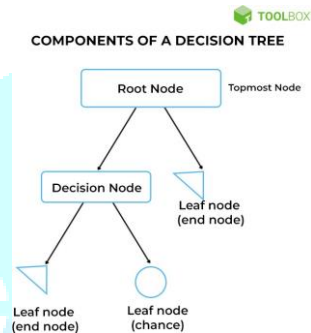 TOOLBOX
COMPONENTS OF A DECISION TREE
Root Node
Topmost Node
Decision Node
Leaf node
(end node)
Leaf node
(end node)
Leaf node
(chance)